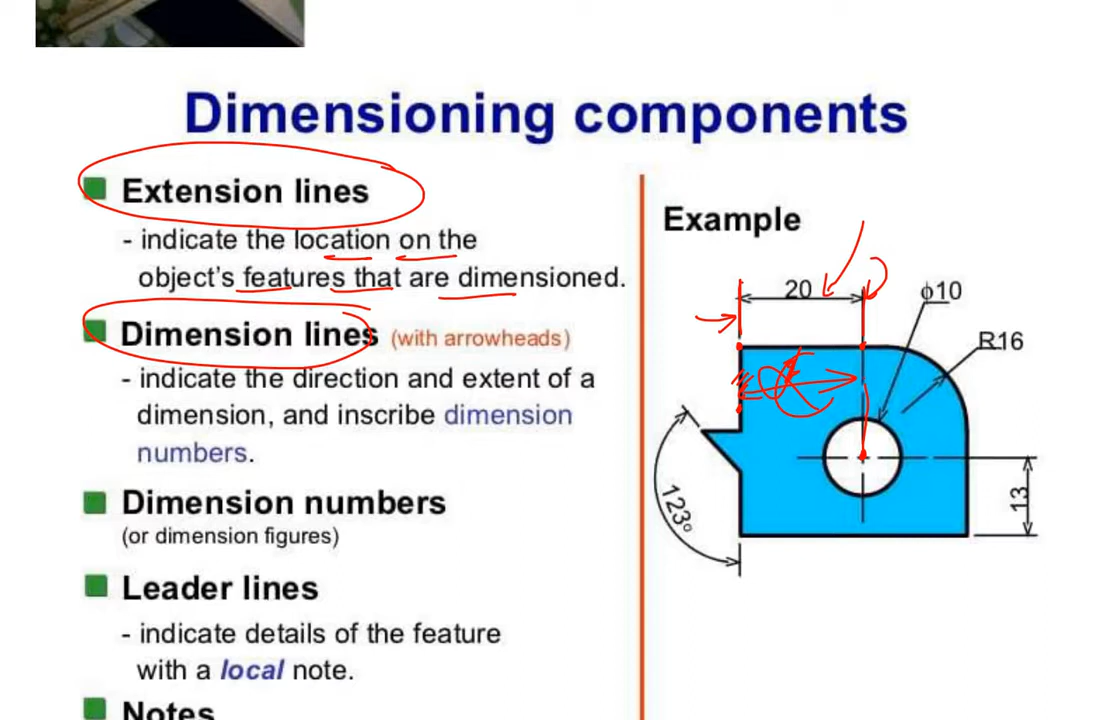 Dimensioning components
Extension lines
- indicate the location on the
object's features that are dimensioned.
Dimension lines (with arrowheads)
- indicate the direction and extent of a
dimension, and inscribe dimension
numbers.
Dimension numbers
(or dimension figures)
Leader lines
- indicate details of the feature
with a local note.
Notes
Example
20
ϕ10
R16
123°
13